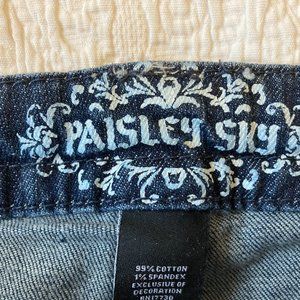 PAISLEY SKY
99% COTTON
1% SPANDEX
EXCLUSIVE OF
DECORATION
RN17730